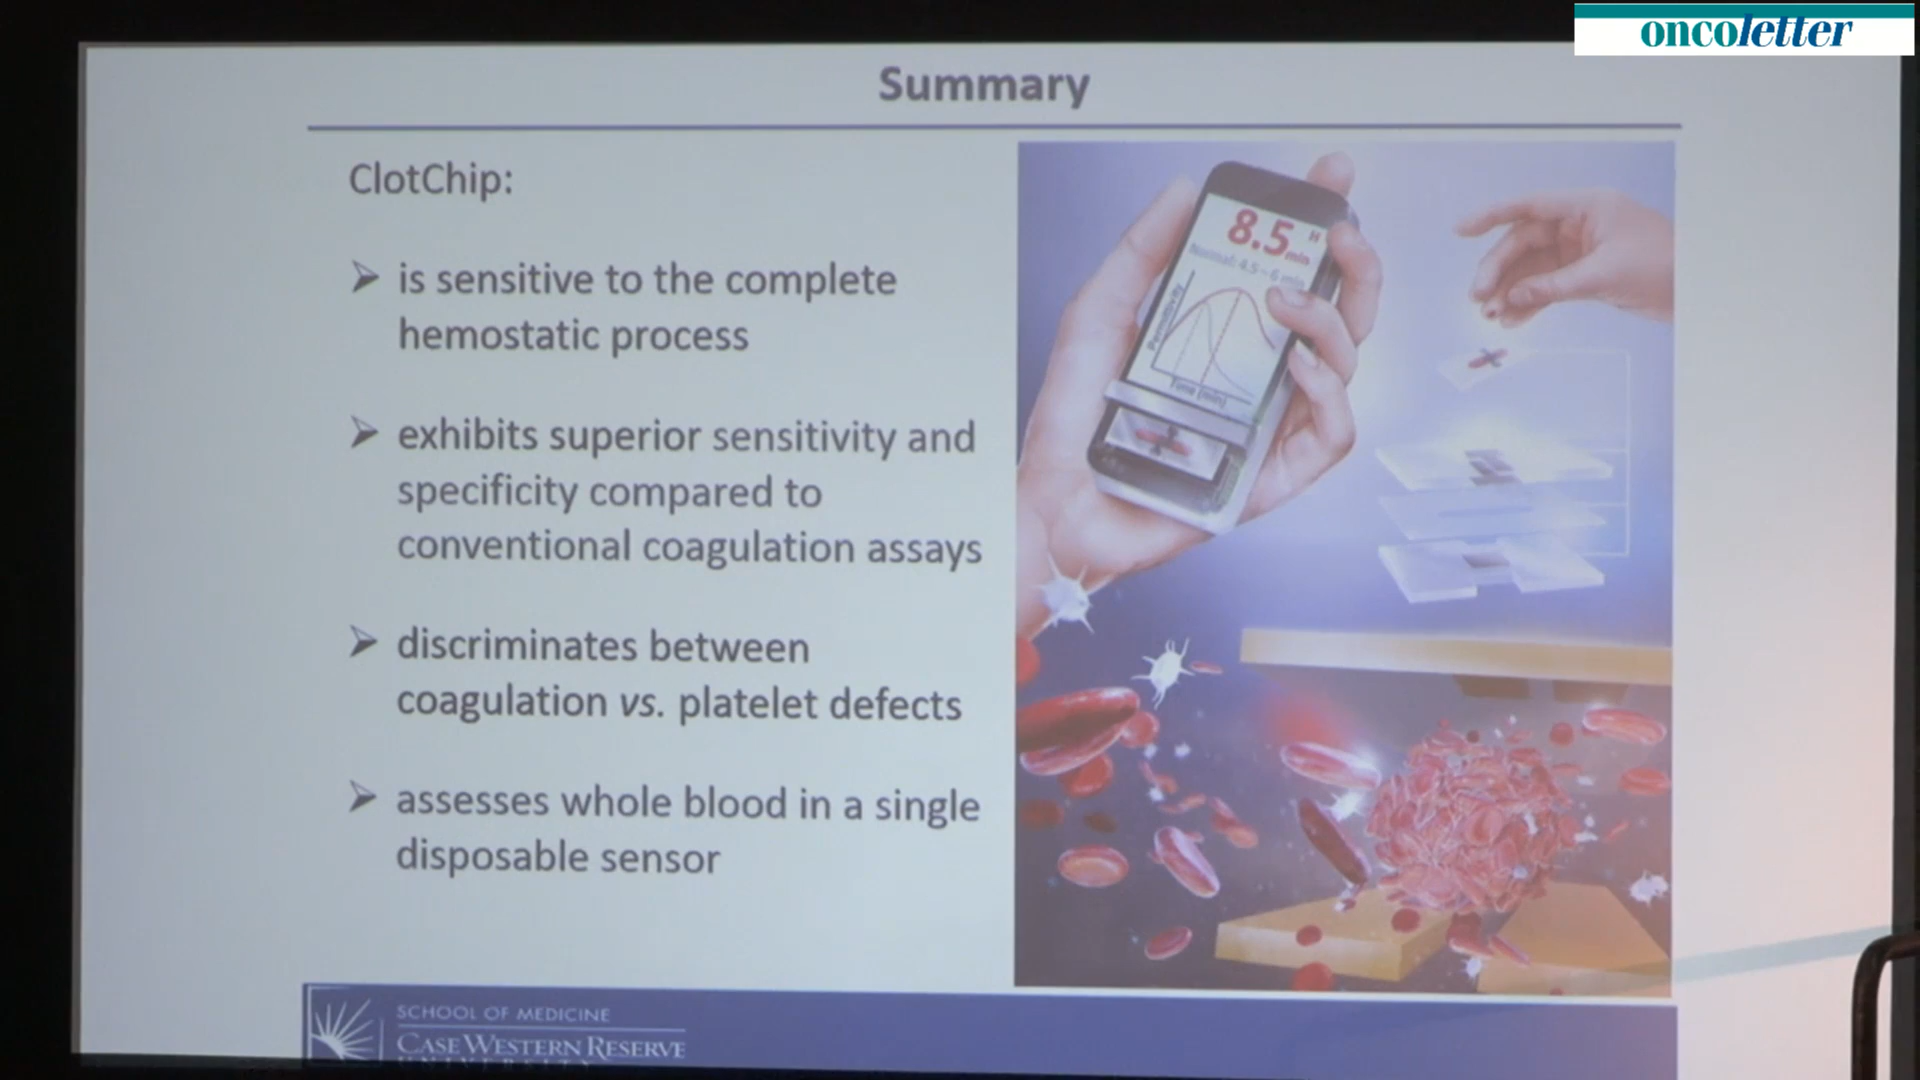 oncoletter
Summary
ClotChip:
➢ is sensitive to the complete
hemostatic process
➢ exhibits superior sensitivity and
specificity compared to
conventional coagulation assays
➢ discriminates between
coagulation vs. platelet defects
➢ assesses whole blood in a single
disposable sensor
8.5 min H
Normal: 4.5 - 6 min
Permittivity
Time (min)
SCHOOL OF MEDICINE
CASE WESTERN RESERVE
UNIVERSITY